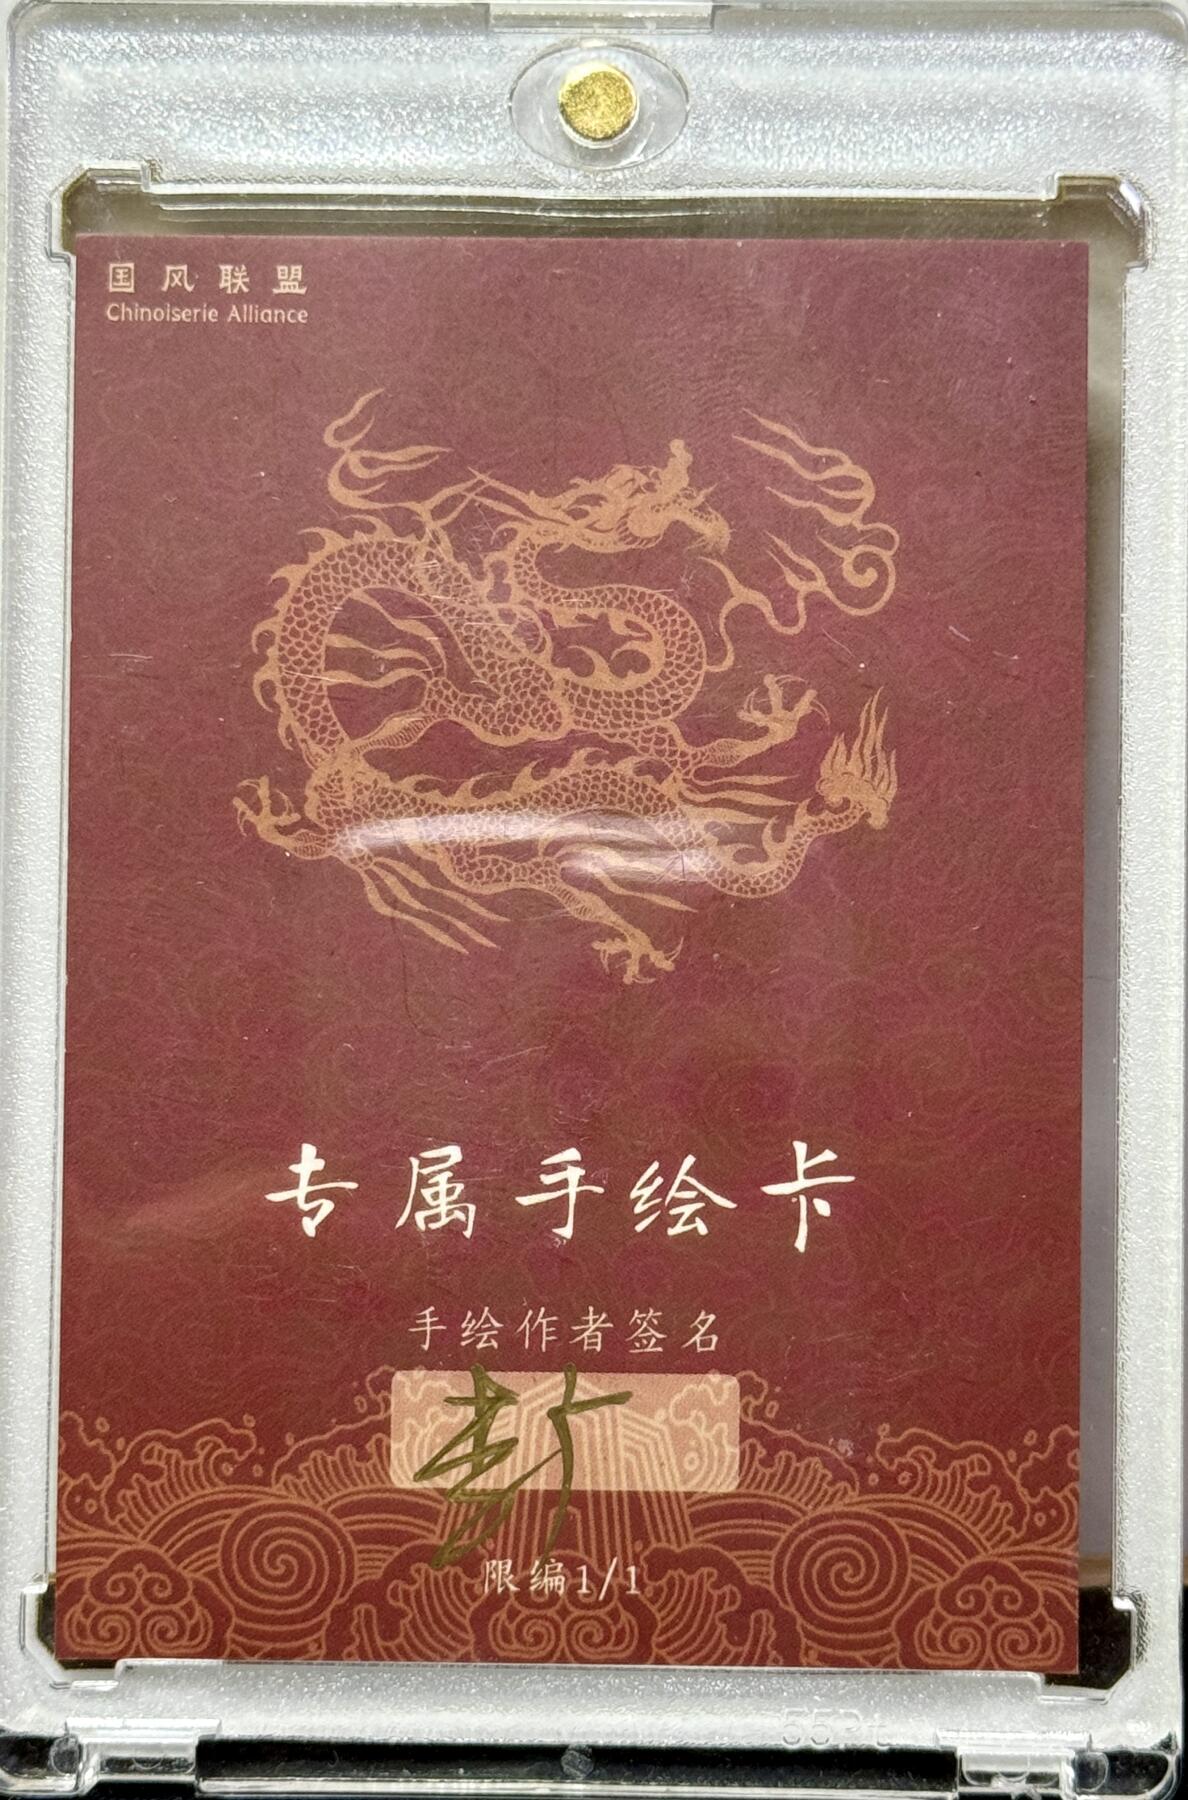 国风联盟
Chinoiserie Alliance
专属手绘卡
手绘作者签名
限编1/1
55Pt